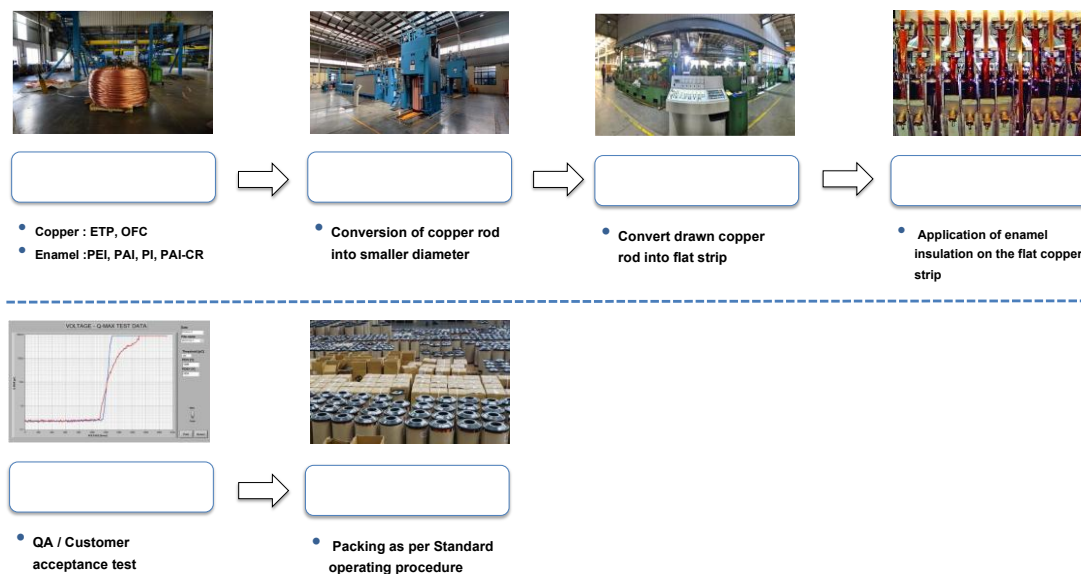 Copper : ETP, OFC
Enamel :PEI, PAI, PI, PAI-CR
Conversion of copper rod
into smaller diameter
Convert drawn copper
rod into flat strip
Application of enamel
insulation on the flat copper
strip
VOLTAGE - Q-MAX TEST DATA
QA / Customer
acceptance test
Packing as per Standard
operating procedure